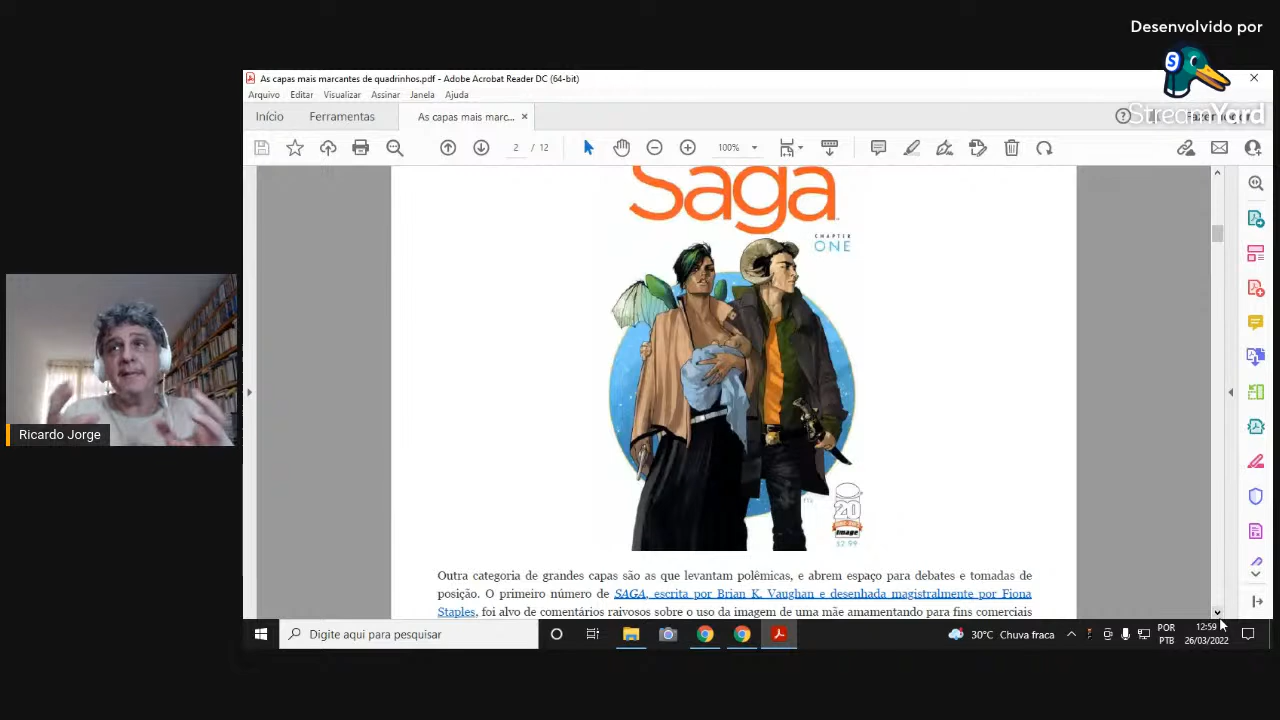 Desenvolvido por
StreamYard
As capas mais marcantes de quadrinhos.pdf - Adobe Acrobat Reader DC (64-bit)
Arquivo Editar Visualizar Assinar Janela Ajuda
Início Ferramentas As capas mais marc...
2 / 12 100%
Saga
CHAPTER
ONE
20
image
$2.99
Ricardo Jorge
Outra categoria de grandes capas são as que levantam polêmicas, e abrem espaço para debates e tomadas de
posição. O primeiro número de SAGA, escrita por Brian K. Vaughan e desenhada magistralmente por Fiona
Staples, foi alvo de comentários raivosos sobre o uso da imagem de uma mãe amamentando para fins comerciais
Digite aqui para pesquisar
30°C Chuva fraca
POR
PTB
12:59
26/03/2022